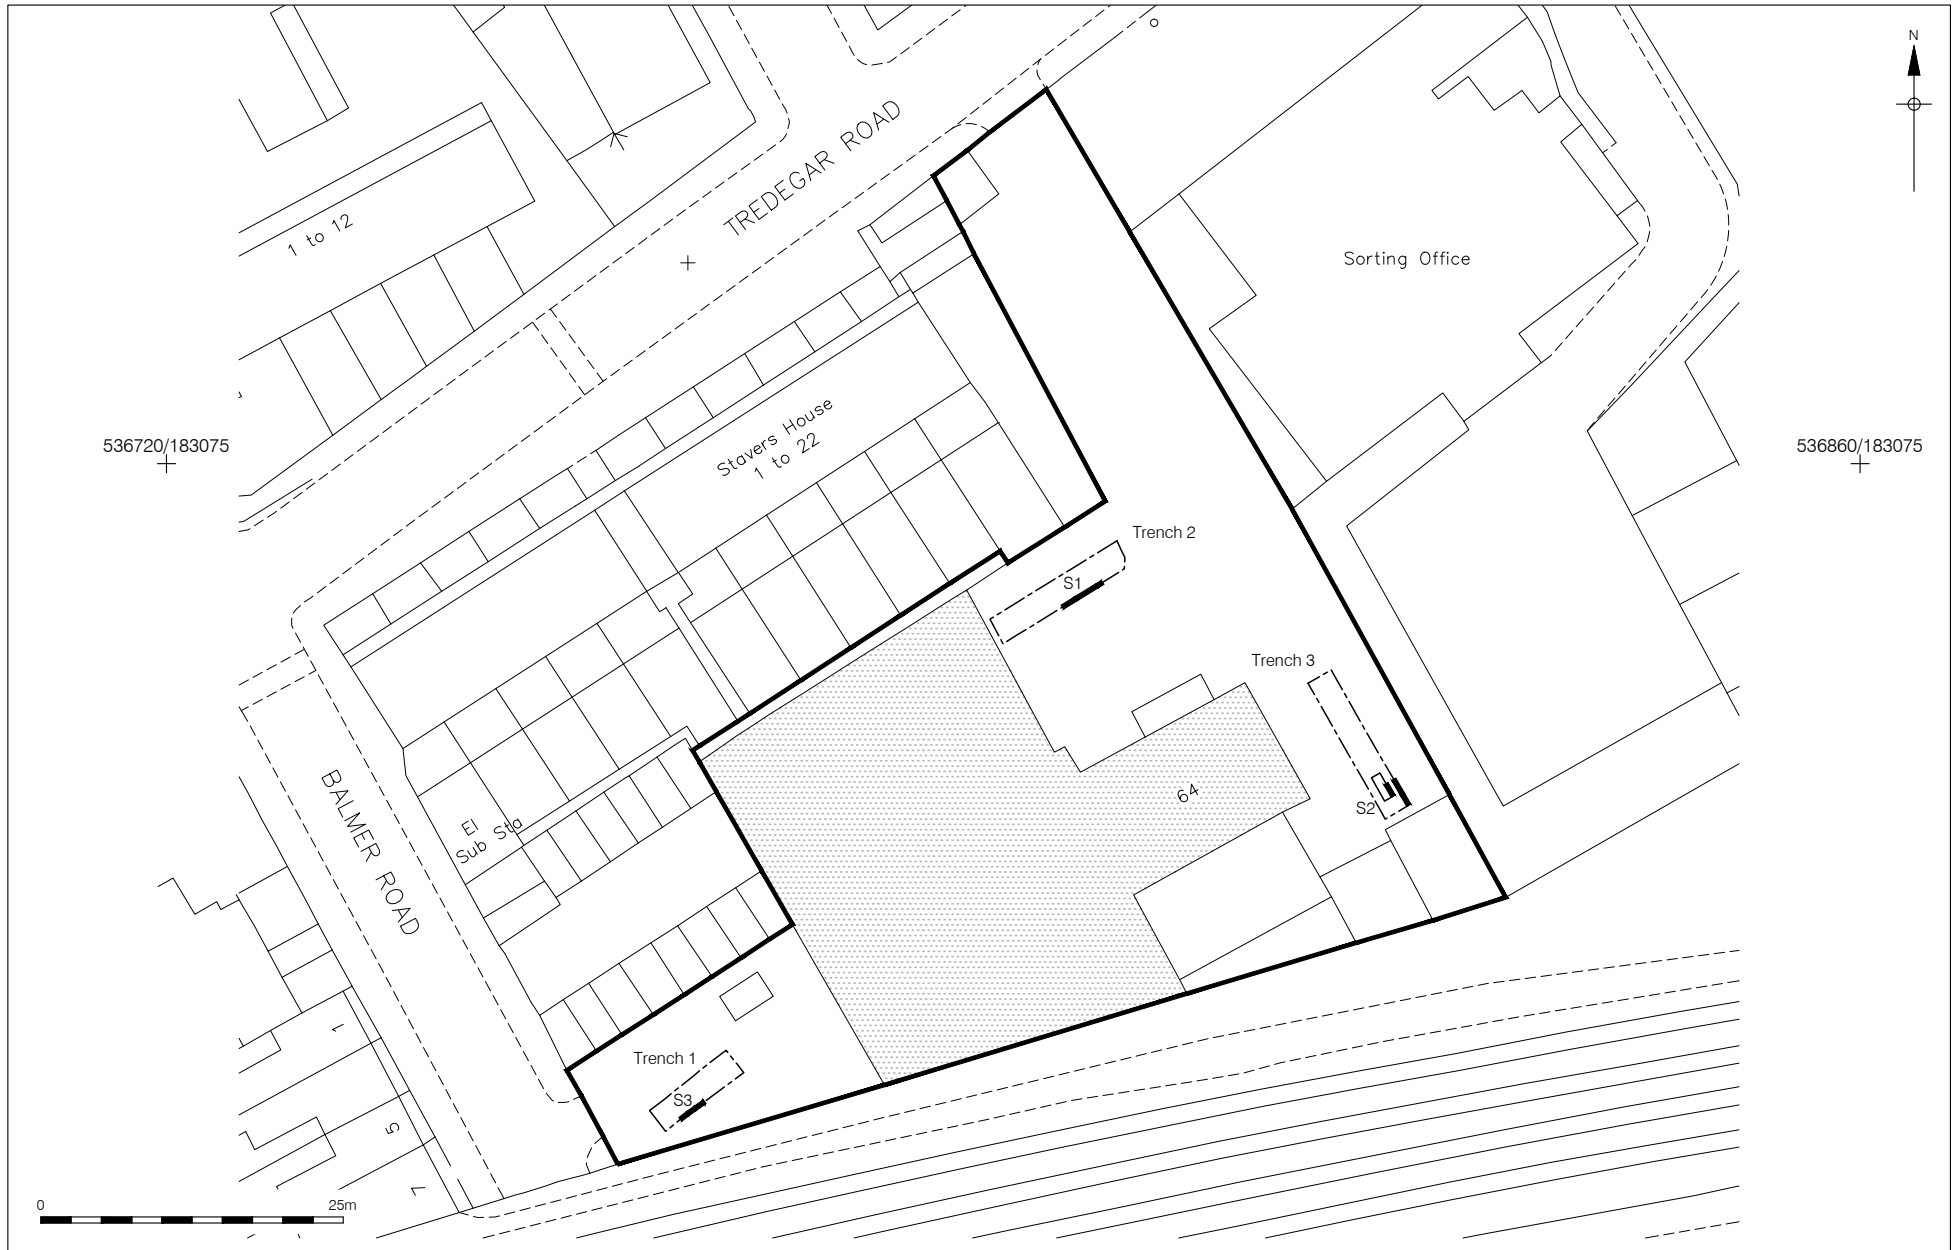 N
TREDEGAR ROAD
1 to 12
Sorting Office
Stavers House
1 to 22
536720/183075
536860/183075
Trench 2
S1
Trench 3
S2
64
El
Sub Sta
BALMER ROAD
Trench 1
S3
1
5
7
0
25m